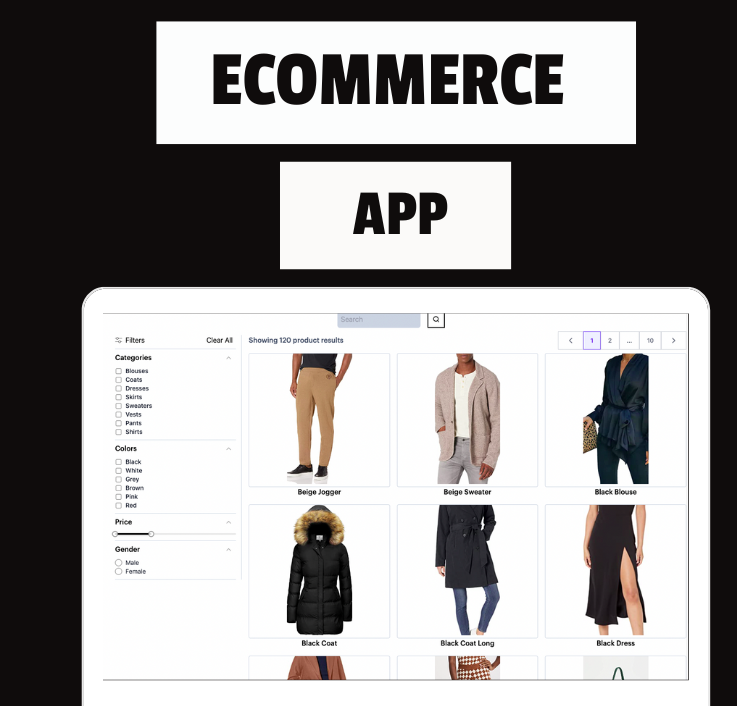 ECOMMERCE
APP
Search
Filters
Clear All
Showing 120 product results
1
2
...
10
Categories
Blouses
Coats
Dresses
Skirts
Sweaters
Vests
Pants
Shirts
Colors
Black
White
Grey
Brown
Pink
Red
Price
Gender
Male
Female
Beige Jogger
Beige Sweater
Black Blouse
Black Coat
Black Coat Long
Black Dress